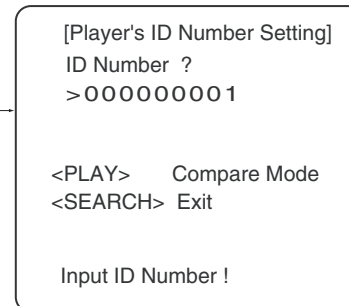 [Player's ID Number Setting]
ID Number ?
>000000001
<PLAY> Compare Mode
<SEARCH> Exit
Input ID Number !